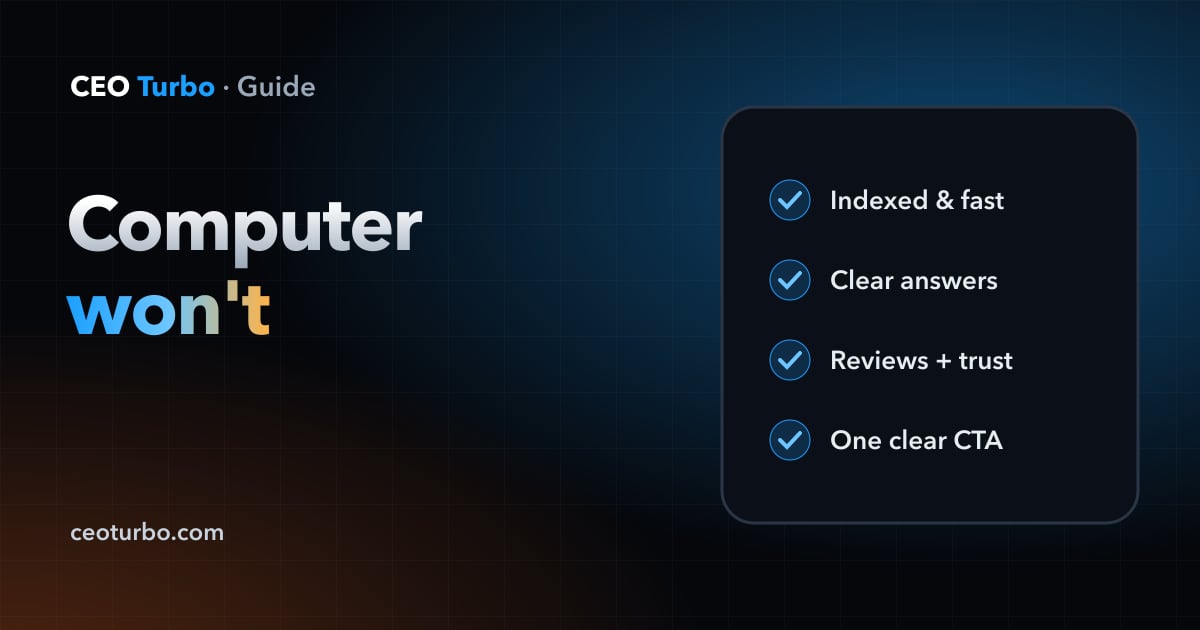 CEO Turbo · Guide
Computer
won't
ceoturbo.com
Indexed & fast
Clear answers
Reviews + trust
One clear CTA